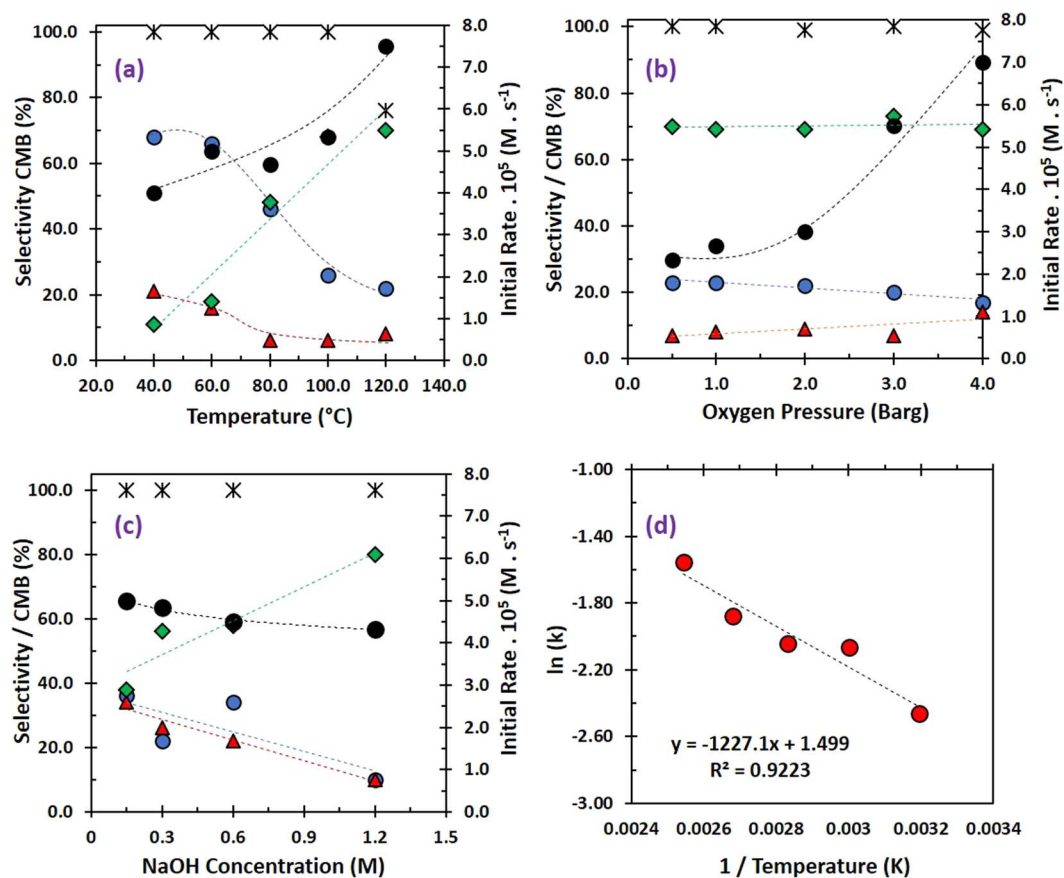 (a)
Selectivity CMB (%)
100.0
80.0
60.0
40.0
20.0
0.0
20.0 40.0 60.0 80.0 100.0 120.0 140.0
Temperature (°C)
8.0
7.0
6.0
5.0
4.0
3.0
2.0
1.0
0.0
Initial Rate . 10⁵ (M . s⁻¹)
(b)
Selectivity / CMB (%)
100.0
80.0
60.0
40.0
20.0
0.0
0.0 1.0 2.0 3.0 4.0
Oxygen Pressure (Barg)
8.0
7.0
6.0
5.0
4.0
3.0
2.0
1.0
0.0
Initial Rate . 10⁵ (M . s⁻¹)
(c)
Selectivity / CMB (%)
100.0
80.0
60.0
40.0
20.0
0.0
0 0.3 0.6 0.9 1.2 1.5
NaOH Concentration (M)
8.0
7.0
6.0
5.0
4.0
3.0
2.0
1.0
0.0
Initial Rate . 10⁵ (M . s⁻¹)
(d)
ln (k)
-1.00
-1.40
-1.80
-2.20
-2.60
-3.00
y = -1227.1x + 1.499
R² = 0.9223
0.0024 0.0026 0.0028 0.003 0.0032 0.0034
1 / Temperature (K)